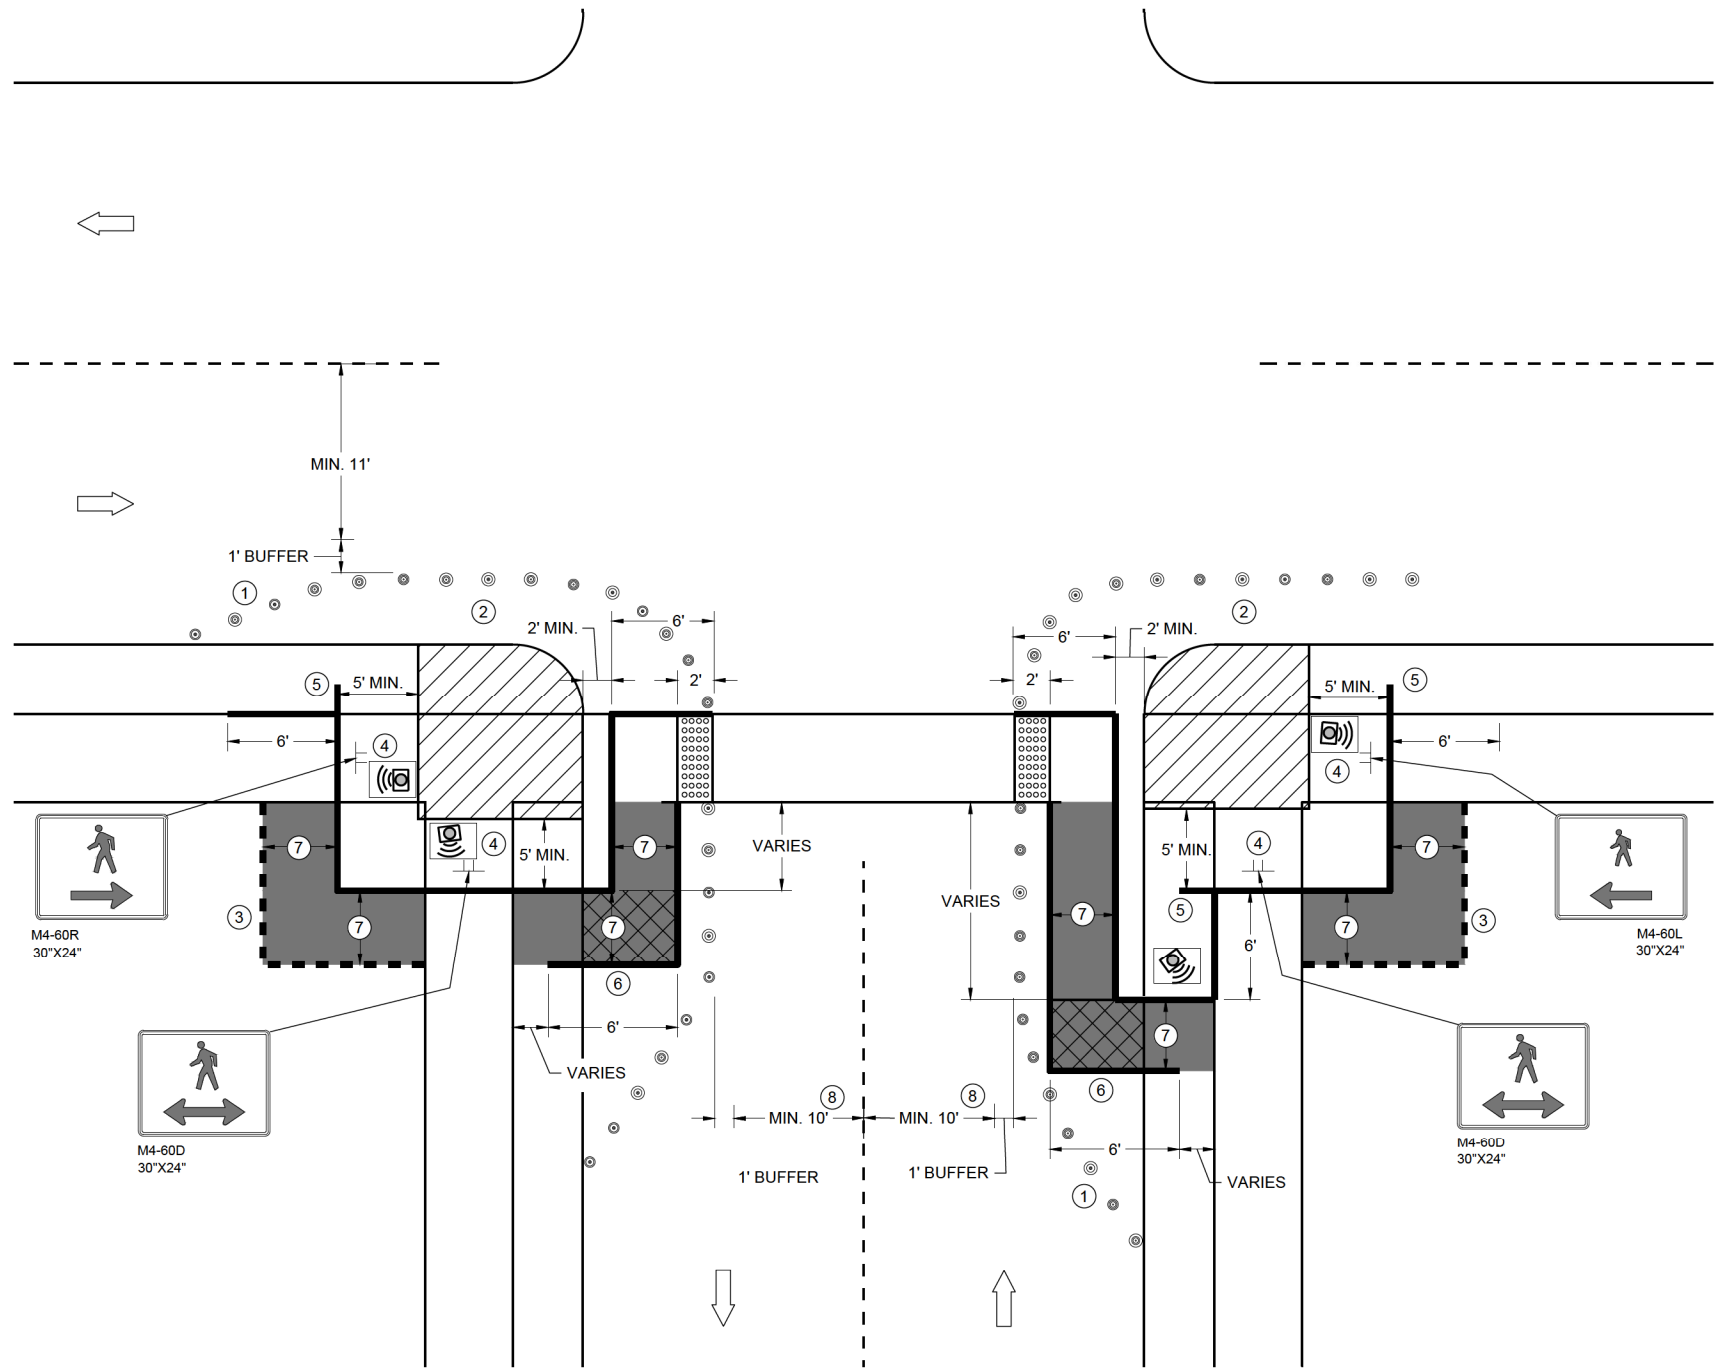 MIN. 11'
1' BUFFER
1
2
2' MIN.
6'
6'
2' MIN.
2
5
5' MIN.
2'
2'
5' MIN.
5
6'
4
6'
4
7
4
5' MIN.
7
VARIES
5' MIN.
4
7
VARIES
M4-60R
30"X24"
3
7
7
7
5
6'
7
3
M4-60L
30"X24"
6
6'
VARIES
7
6
8
MIN. 10'
8
MIN. 10'
M4-60D
30"X24"
1' BUFFER
1' BUFFER
6'
VARIES
1
M4-60D
30"X24"